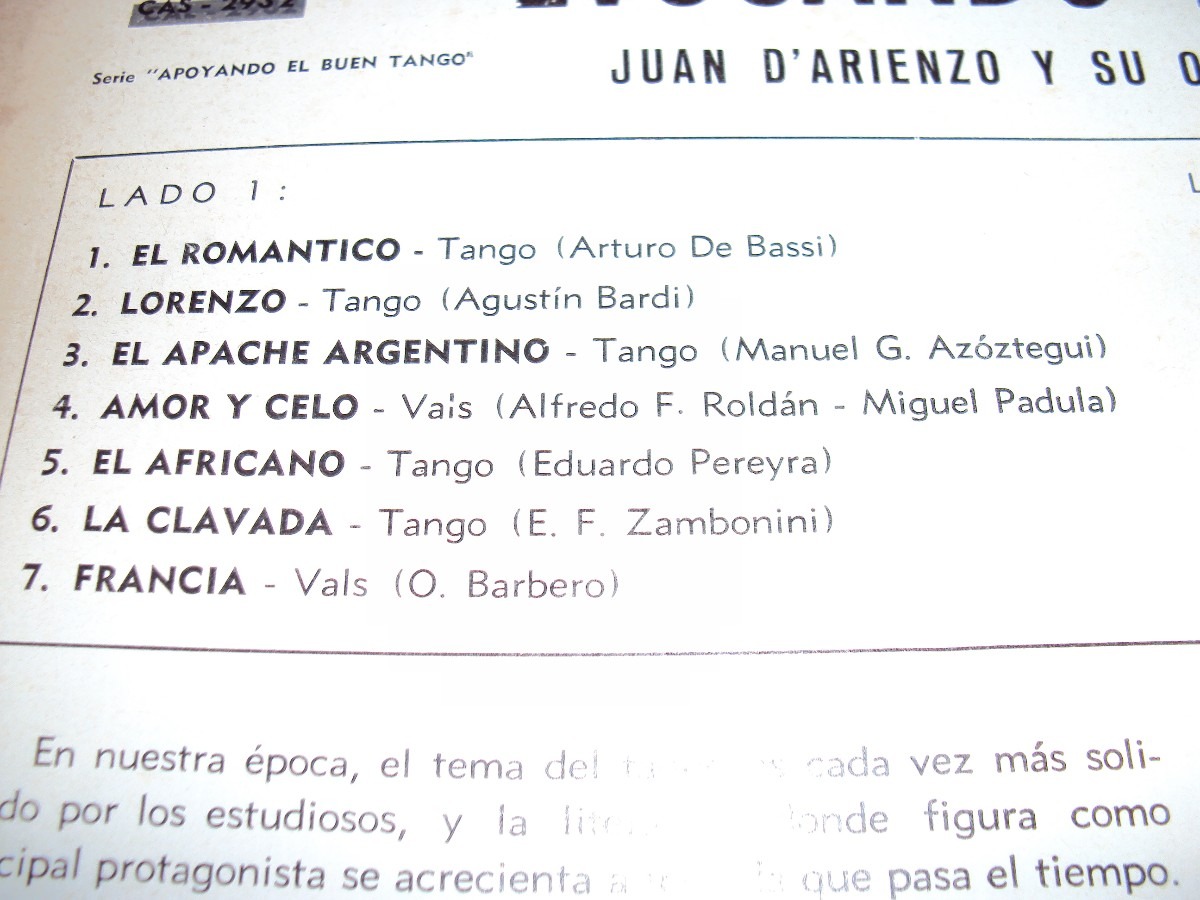 CAS - 2932
Serie "APOYANDO EL BUEN TANGO"
JUAN D'ARIENZO Y SU
LADO 1:
1. EL ROMANTICO - Tango (Arturo De Bassi)
2. LORENZO - Tango (Agustín Bardi)
3. EL APACHE ARGENTINO - Tango (Manuel G. Azóztegui)
4. AMOR Y CELO - Vals (Alfredo F. Roldán - Miguel Padula)
5. EL AFRICANO - Tango (Eduardo Pereyra)
6. LA CLAVADA - Tango (E. F. Zambonini)
7. FRANCIA - Vals (O. Barbero)
En nuestra época, el tema del cada vez más soli-
do por los estudiosos, y la donde figura como
cipal protagonista se acrecienta que pasa el tiempo.